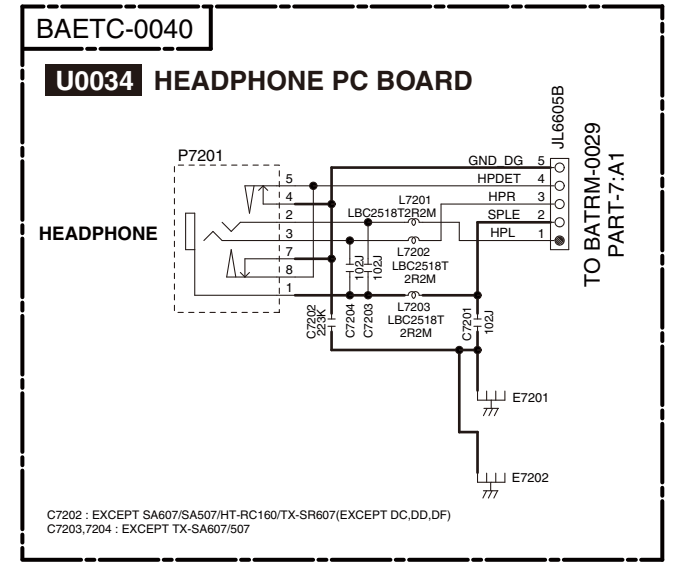 BAETC-0040
U0034 HEADPHONE PC BOARD
JL6605B
TO BATRM-0029
PART-7:A1
P7201
HEADPHONE
5
4
2
3
7
8
1
GND_DG 5
HPDET 4
HPR 3
SPLE 2
HPL 1
L7201
LBC2518T2R2M
L7202
LBC2518T
2R2M
L7203
LBC2518T
2R2M
102J
102J
C7202
223K
C7204
C7203
C7201
102J
E7201
E7202
C7202 : EXCEPT SA607/SA507/HT-RC160/TX-SR607(EXCEPT DC,DD,DF)
C7203,7204 : EXCEPT TX-SA607/507